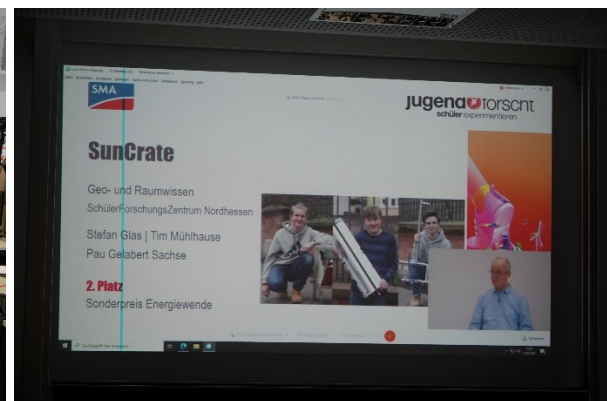 SMA
jugend forscht
schüler experimentieren
SunCrate
Geo- und Raumwissen
SchülerForschungsZentrum Nordhessen
Stefan Glas | Tim Mühlhause
Pau Gelabert Sachse
2. Platz
Sonderpreis Energiewende